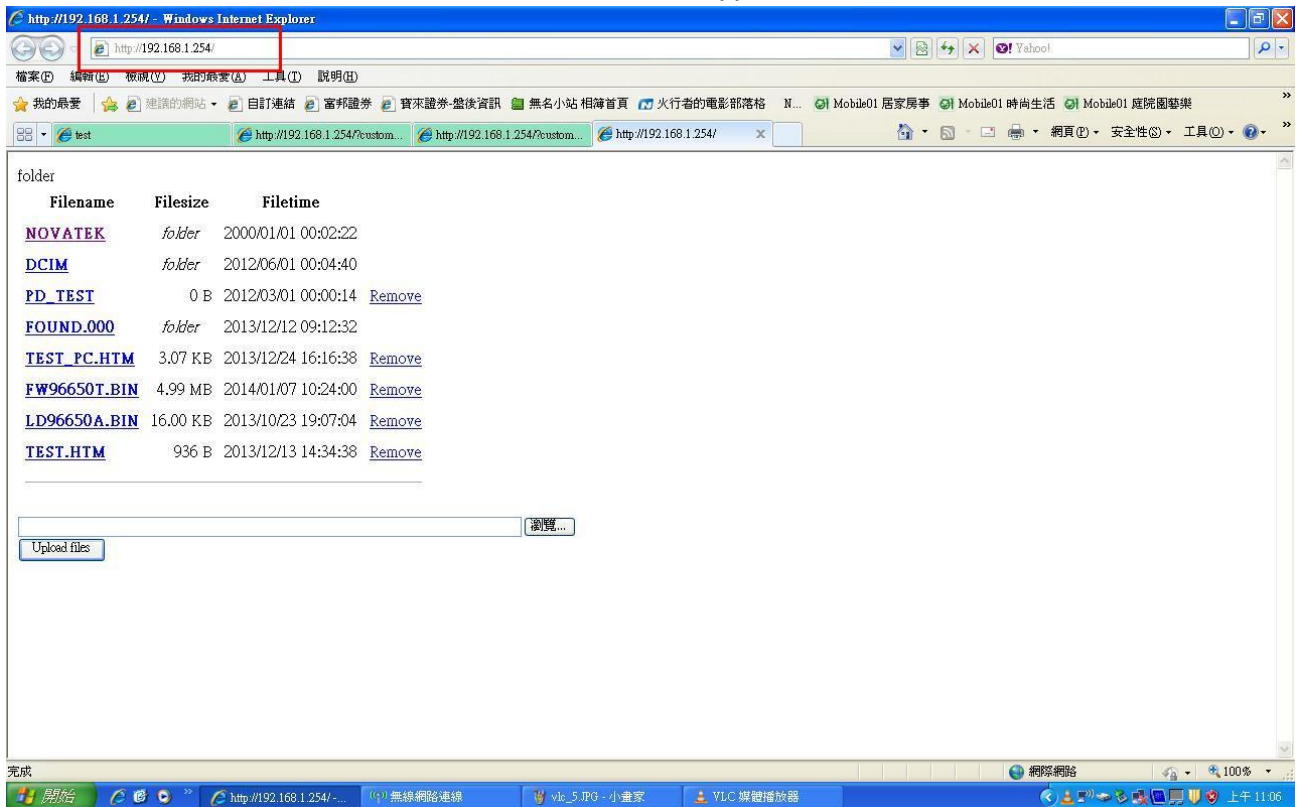 http://192.168.1.254/ - Windows Internet Explorer
http://192.168.1.254/
Yahoo!
檔案(F) 編輯(E) 檢視(V) 我的最愛(A) 工具(T) 說明(H)
我的最愛 建議的網站 自訂連結 富邦證券 寶來證券-盤後資訊 無名小站 相簿首頁 火行者的電影部落格 N... Mobile01 居家房事 Mobile01 時尚生活 Mobile01 庭院園藝樂 »
test http://192.168.1.254/?custom... http://192.168.1.254/?custom... http://192.168.1.254/ x 網頁(P) 安全性(S) 工具(O) »
folder
Filename Filesize Filetime
NOVATEK folder 2000/01/01 00:02:22
DCIM folder 2012/06/01 00:04:40
PD_TEST 0 B 2012/03/01 00:00:14 Remove
FOUND.000 folder 2013/12/12 09:12:32
TEST_PC.HTM 3.07 KB 2013/12/24 16:16:38 Remove
FW96650T.BIN 4.99 MB 2014/01/07 10:24:00 Remove
LD96650A.BIN 16.00 KB 2013/10/23 19:07:04 Remove
TEST.HTM 936 B 2013/12/13 14:34:38 Remove
瀏覽...
Upload files
完成 網際網路 100%
開始 » http://192.168.1.254/ -... 無線網路連線 vlc_5.JPG - 小畫家 VLC 媒體播放器 上午 11:06